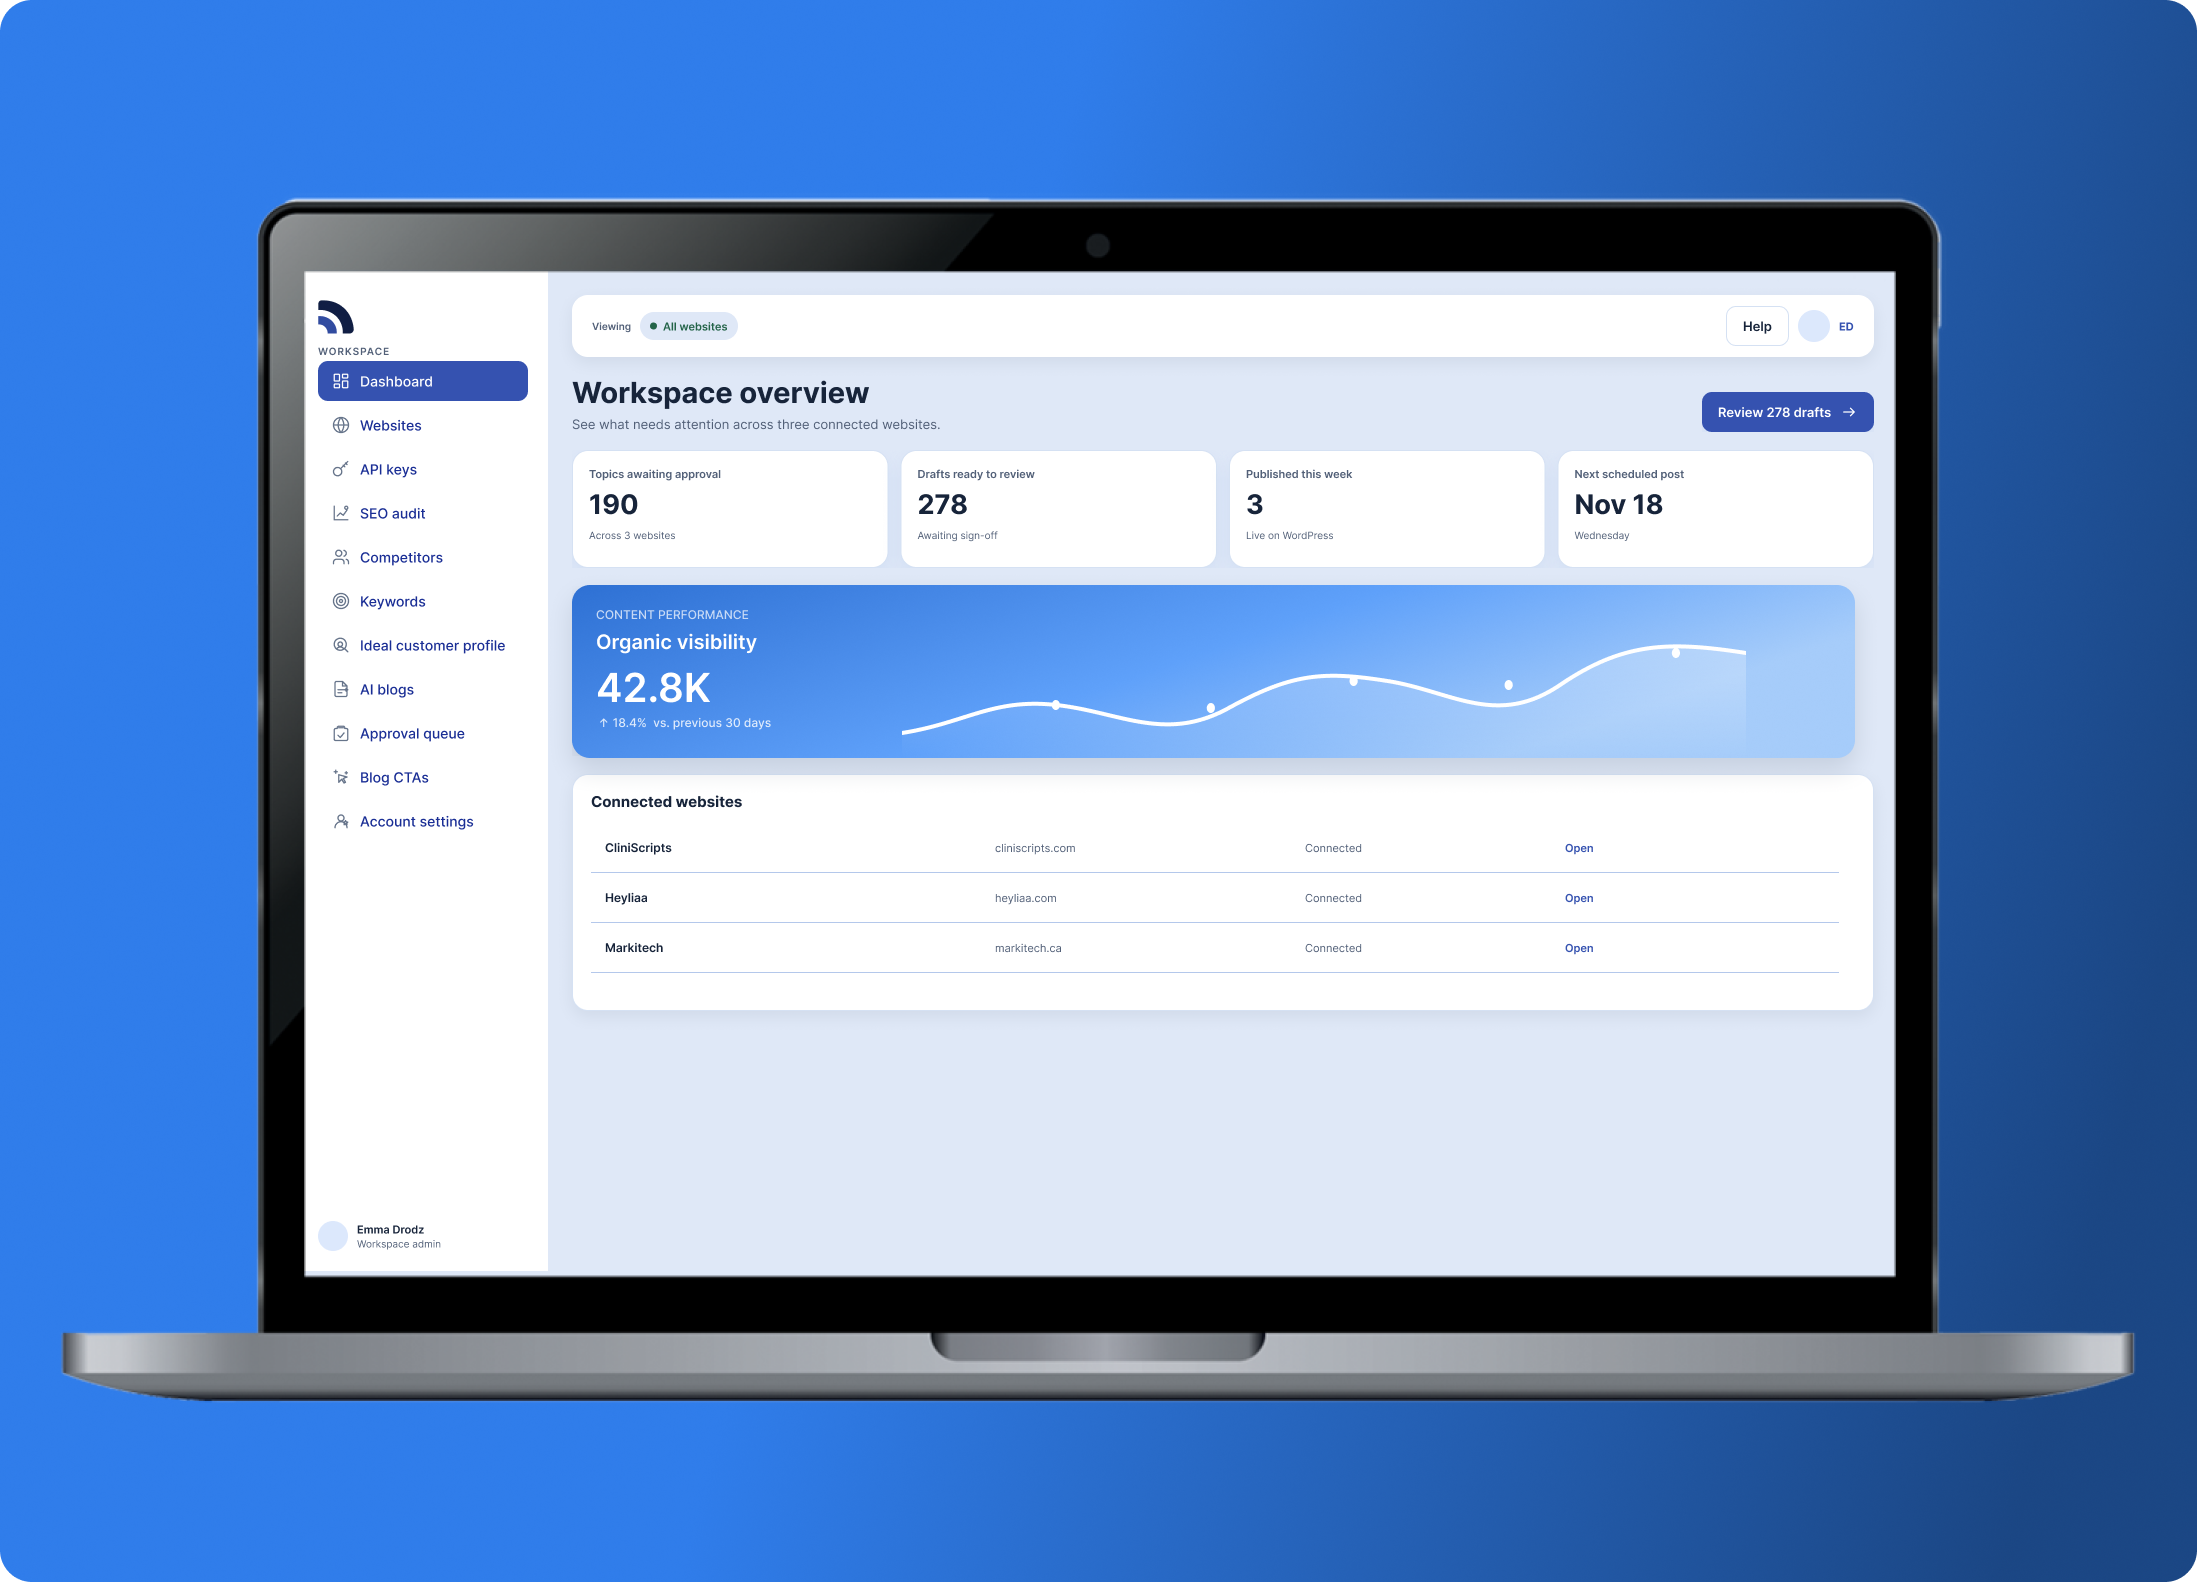 WORKSPACE
Dashboard
Websites
API keys
SEO audit
Competitors
Keywords
Ideal customer profile
AI blogs
Approval queue
Blog CTAs
Account settings
Emma Drodz
Workspace admin
Viewing All websites Help ED
Workspace overview
See what needs attention across three connected websites.
Review 278 drafts →
Topics awaiting approval
190
Across 3 websites
Drafts ready to review
278
Awaiting sign-off
Published this week
3
Live on WordPress
Next scheduled post
Nov 18
Wednesday
CONTENT PERFORMANCE
Organic visibility
42.8K
↑ 18.4% vs. previous 30 days
Connected websites
CliniScripts cliniscripts.com Connected Open
Heyliaa heyliaa.com Connected Open
Markitech markitech.ca Connected Open